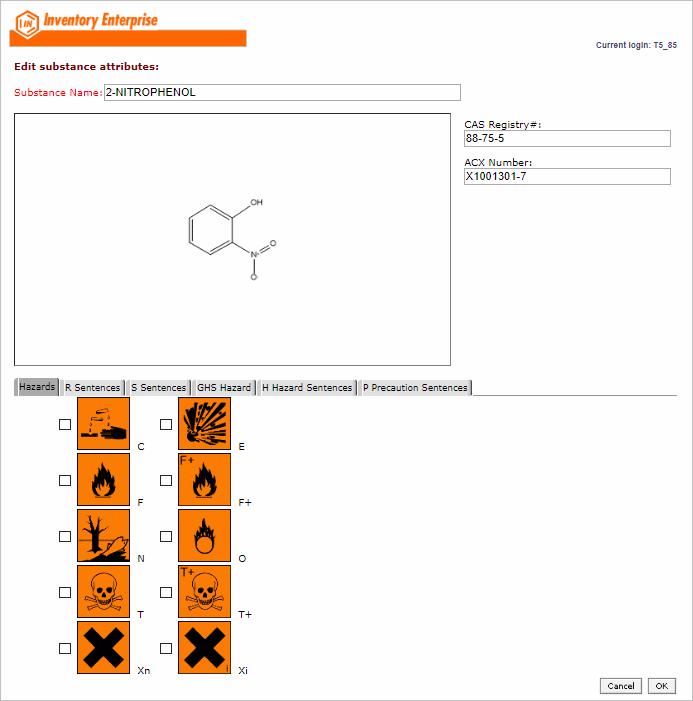 IN Inventory Enterprise
Current login: T5_85
Edit substance attributes:
Substance Name: 2-NITROPHENOL
CAS Registry#:
88-75-5
ACX Number:
X1001301-7
OH
N+
O
O-
Hazards R Sentences S Sentences GHS Hazard H Hazard Sentences P Precaution Sentences
C E
F+
F F+
N O
T+
T T+
i
Xn Xi
Cancel OK